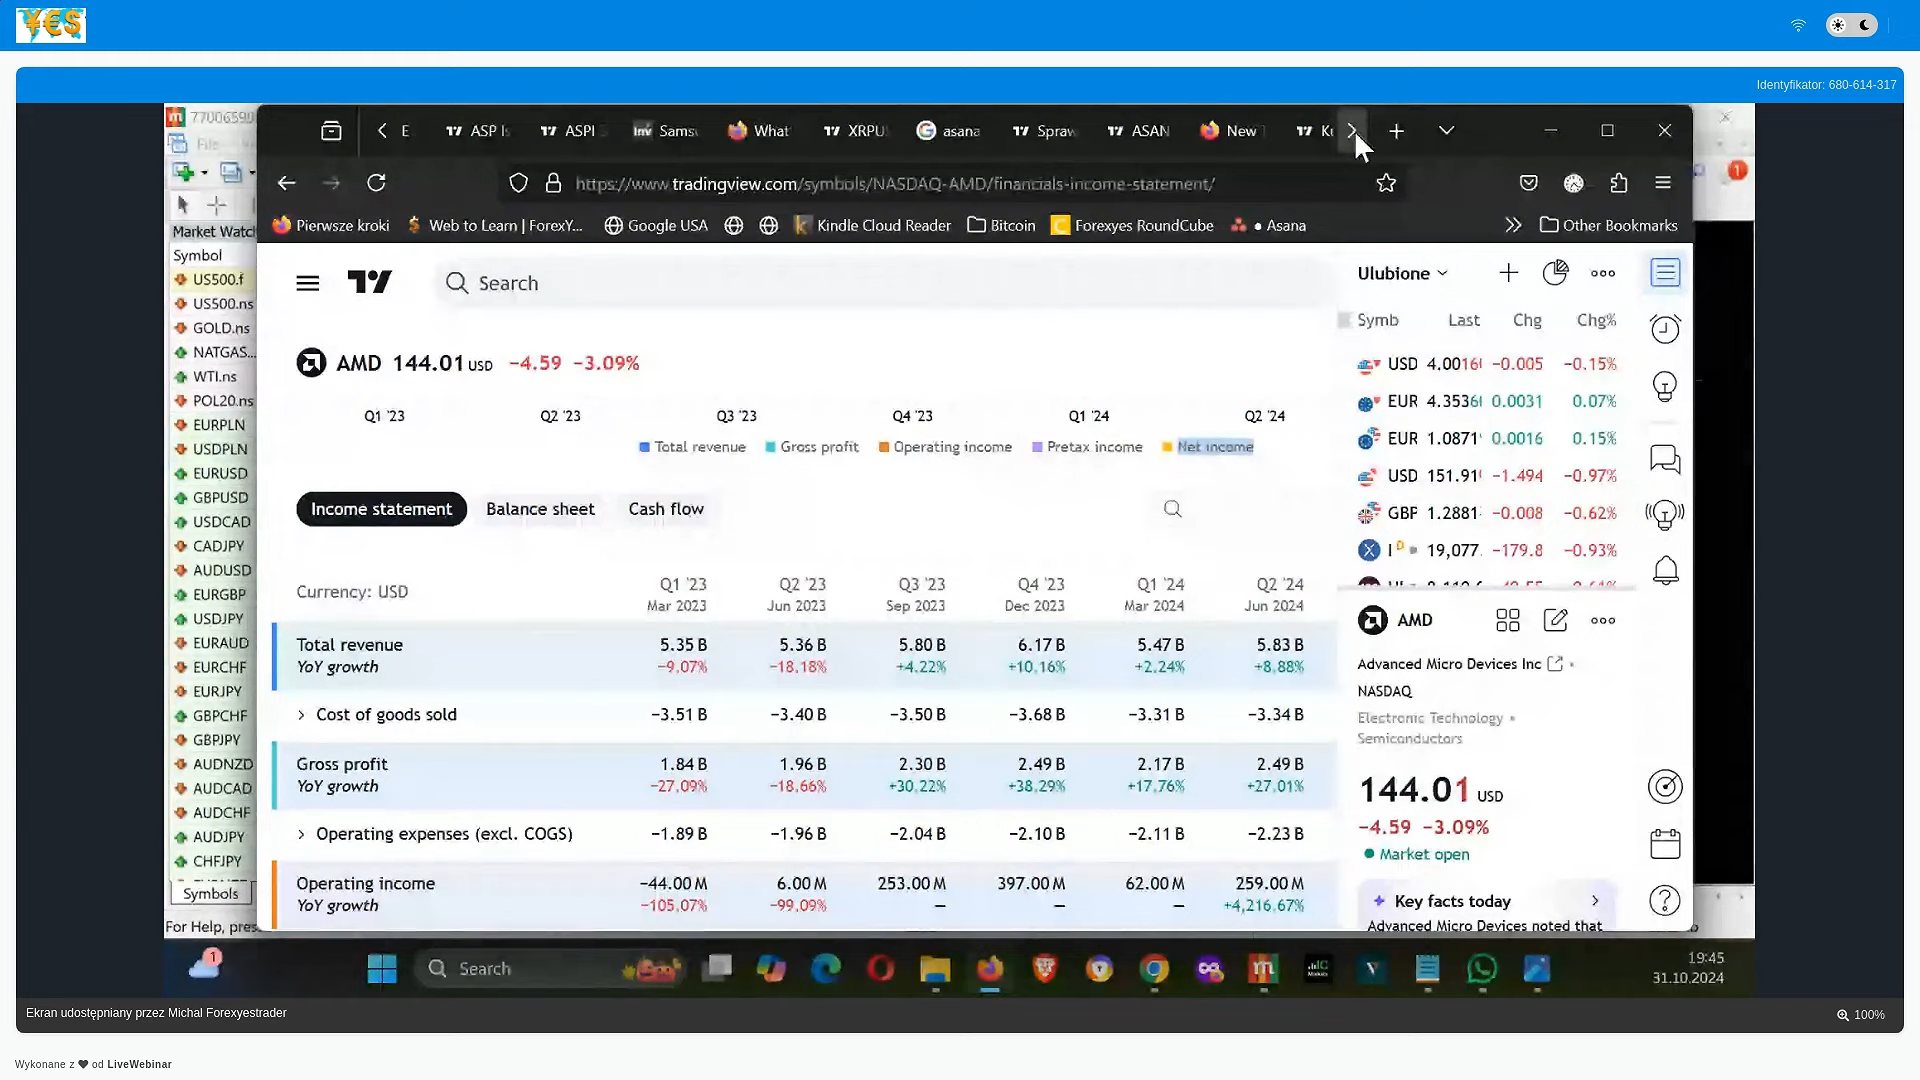 ¥€$
Identyfikator: 680-614-317
77006590
File
E
ASP Is
ASPI
Inv Sams
What
XRPU
asana
Spraw
ASAN
New T
https://www.tradingview.com/symbols/NASDAQ-AMD/financials-income-statement/
1
Pierwsze kroki
Web to Learn | ForexY...
Google USA
Kindle Cloud Reader
Bitcoin
Forexyes RoundCube
Asana
Other Bookmarks
Market Watch
Symbol
US500.f
US500.ns
GOLD.ns
NATGAS...
WTI.ns
POL20.ns
EURPLN
USDPLN
EURUSD
GBPUSD
USDCAD
CADJPY
AUDUSD
EURGBP
USDJPY
EURAUD
EURCHF
EURJPY
GBPCHF
GBPJPY
AUDNZD
AUDCAD
AUDCHF
AUDJPY
CHFJPY
Symbols
For Help, pres
Search
AMD 144.01 USD −4.59 −3.09%
Q1 '23 Q2 '23 Q3 '23 Q4 '23 Q1 '24 Q2 '24
Total revenue Gross profit Operating income Pretax income Net income
Income statement Balance sheet Cash flow
Currency: USD
Q1 '23 Q2 '23 Q3 '23 Q4 '23 Q1 '24 Q2 '24
Mar 2023 Jun 2023 Sep 2023 Dec 2023 Mar 2024 Jun 2024
Total revenue 5.35 B 5.36 B 5.80 B 6.17 B 5.47 B 5.83 B
YoY growth −9.07% −18.18% +4.22% +10.16% +2.24% +8.88%
Cost of goods sold −3.51 B −3.40 B −3.50 B −3.68 B −3.31 B −3.34 B
Gross profit 1.84 B 1.96 B 2.30 B 2.49 B 2.17 B 2.49 B
YoY growth −27.09% −18.66% +30.22% +38.29% +17.76% +27.01%
Operating expenses (excl. COGS) −1.89 B −1.96 B −2.04 B −2.10 B −2.11 B −2.23 B
Operating income −44.00 M 6.00 M 253.00 M 397.00 M 62.00 M 259.00 M
YoY growth −105.07% −99.09% — — — +4,216.67%
Ulubione
Symb Last Chg Chg%
USD 4.0016 −0.005 −0.15%
EUR 4.3536 0.0031 0.07%
EUR 1.0871 0.0016 0.15%
USD 151.91 −1.494 −0.97%
GBP 1.2881 −0.008 −0.62%
D 19,077. −179.8 −0.93%
AMD
Advanced Micro Devices Inc
NASDAQ
Electronic Technology •
Semiconductors
144.01 USD
−4.59 −3.09%
Market open
Key facts today
Advanced Micro Devices noted that
1
Search
19:45
31.10.2024
Ekran udostępniany przez Michal Forexyestrader
100%
Wykonane z ♥ od LiveWebinar